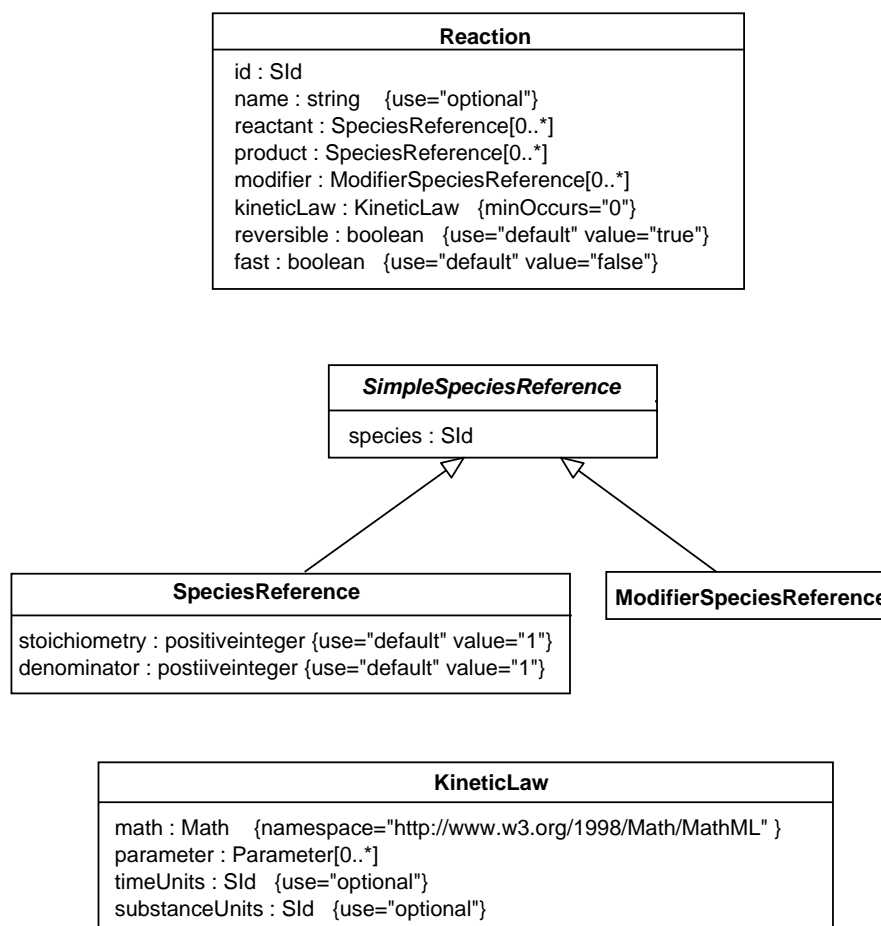 Reaction
id : SId
name : string {use="optional"}
reactant : SpeciesReference[0..*]
product : SpeciesReference[0..*]
modifier : ModifierSpeciesReference[0..*]
kineticLaw : KineticLaw {minOccurs="0"}
reversible : boolean {use="default" value="true"}
fast : boolean {use="default" value="false"}
SimpleSpeciesReference
species : SId
SpeciesReference
stoichiometry : positiveinteger {use="default" value="1"}
denominator : postiiveinteger {use="default" value="1"}
ModifierSpeciesReference
KineticLaw
math : Math {namespace="http://www.w3.org/1998/Math/MathML" }
parameter : Parameter[0..*]
timeUnits : SId {use="optional"}
substanceUnits : SId {use="optional"}